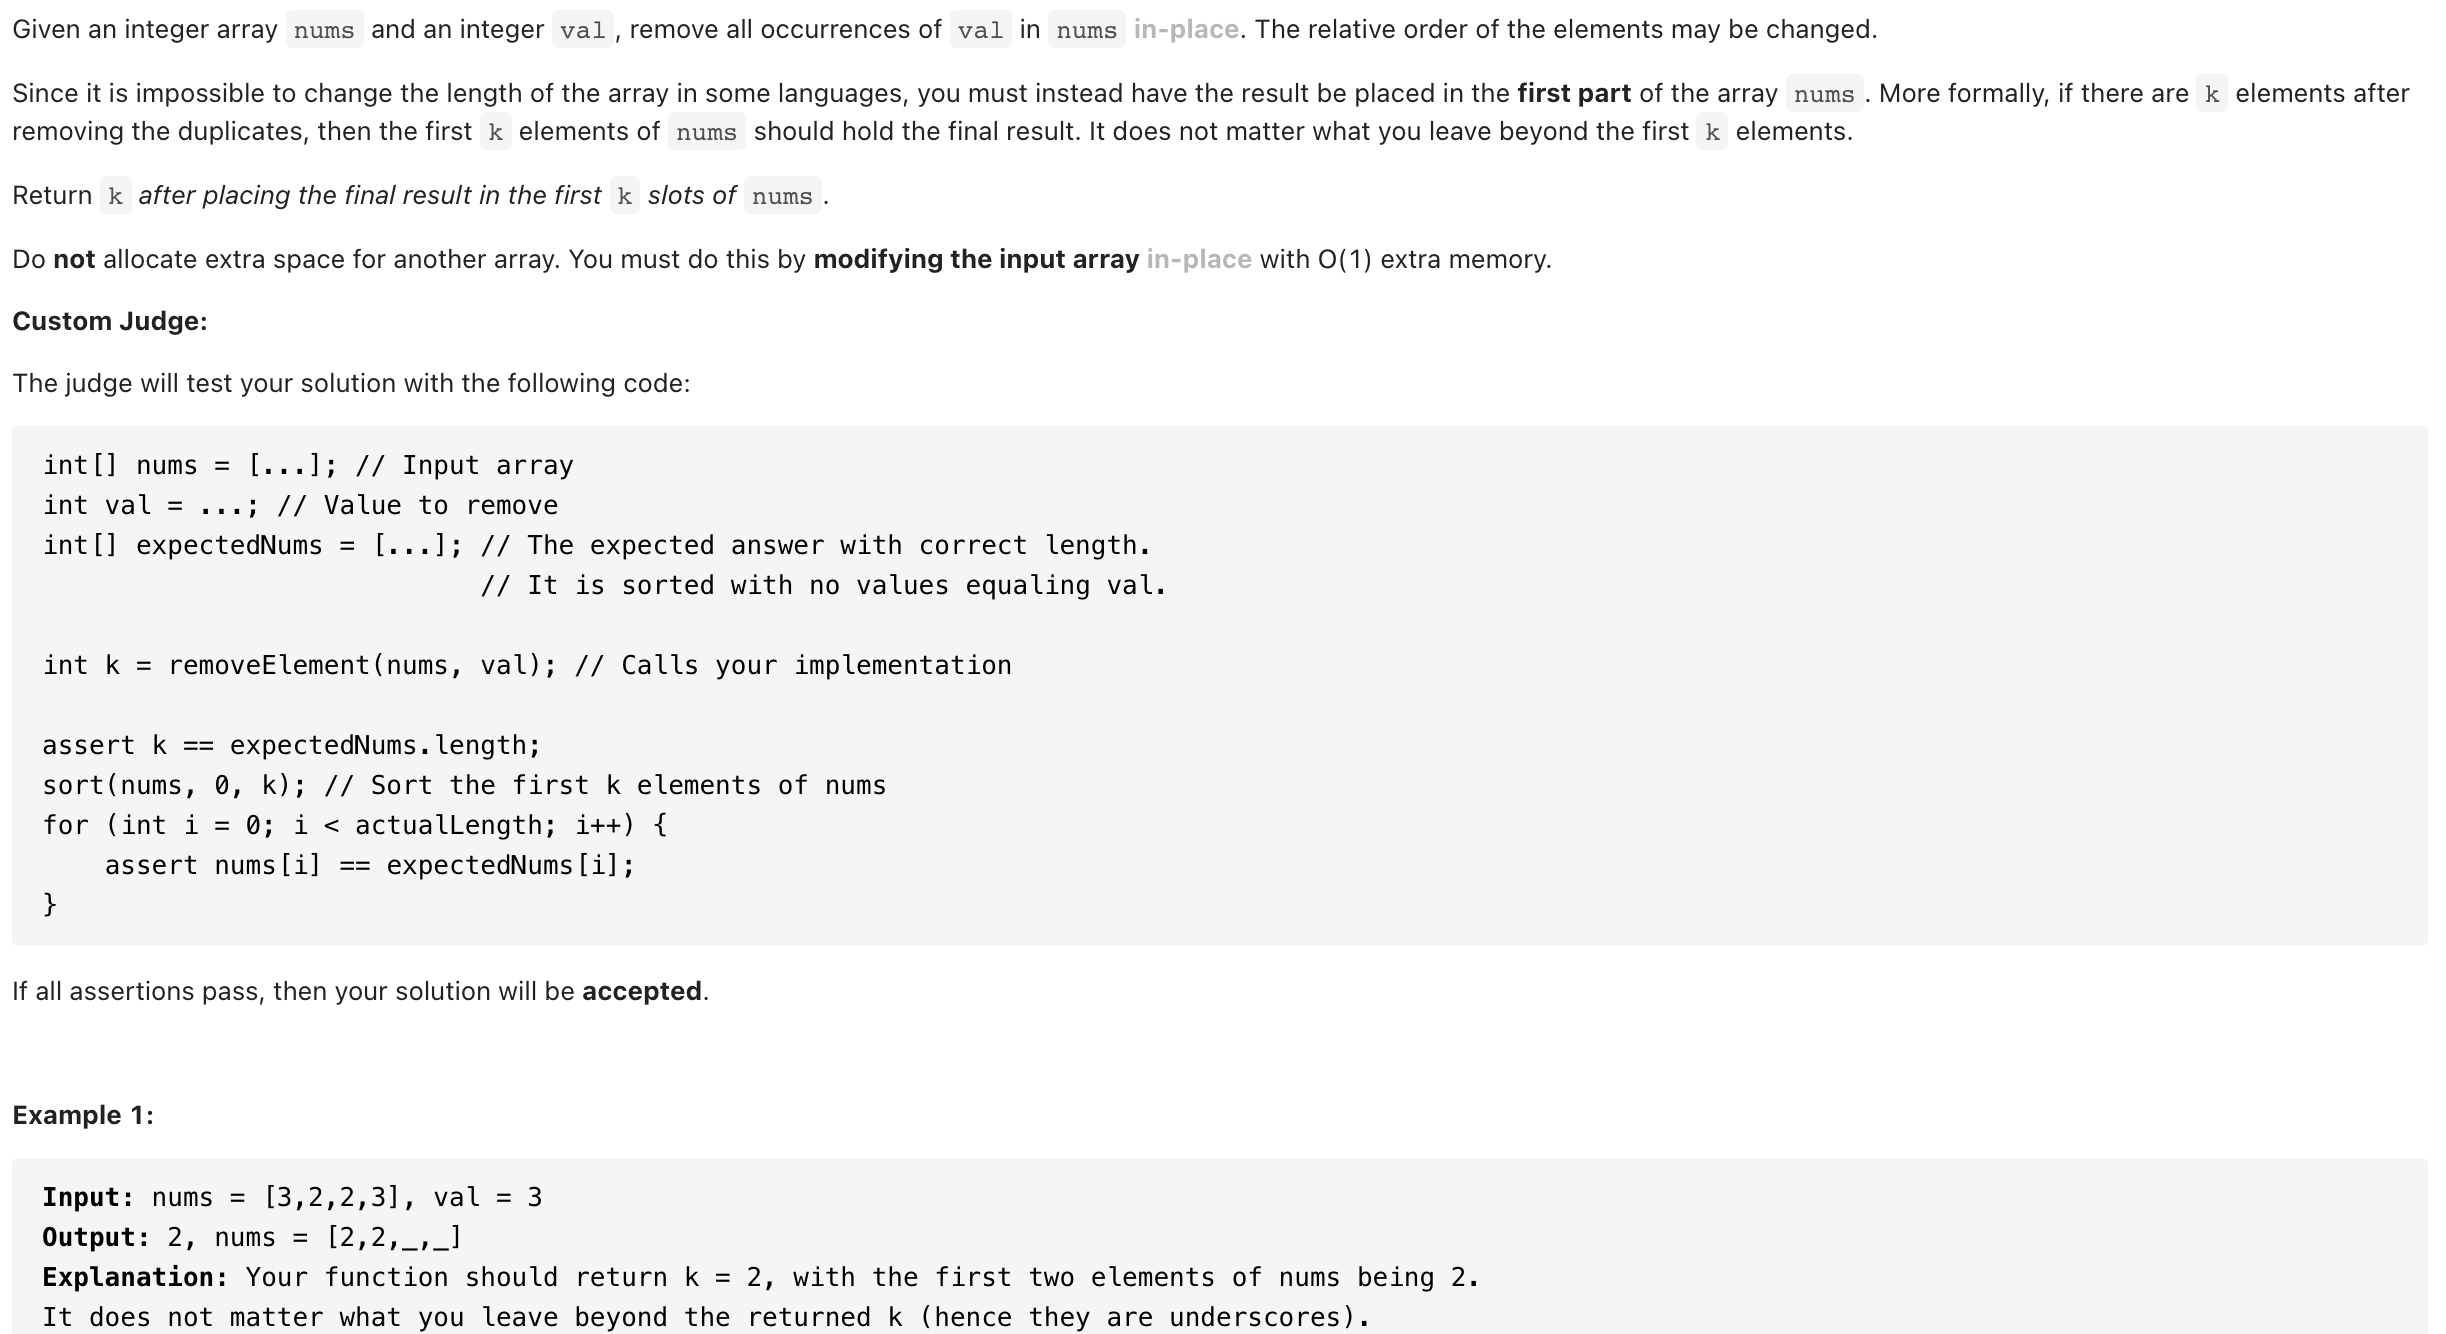 Given an integer array nums and an integer val, remove all occurrences of val in nums in-place. The relative order of the elements may be changed.
Since it is impossible to change the length of the array in some languages, you must instead have the result be placed in the first part of the array nums. More formally, if there are k elements after
removing the duplicates, then the first k elements of nums should hold the final result. It does not matter what you leave beyond the first k elements.
Return k after placing the final result in the first k slots of nums.
Do not allocate extra space for another array. You must do this by modifying the input array in-place with O(1) extra memory.
Custom Judge:
The judge will test your solution with the following code:
int[] nums = [...]; // Input array
int val = ...; // Value to remove
int[] expectedNums = [...]; // The expected answer with correct length.
                            // It is sorted with no values equaling val.
int k = removeElement(nums, val); // Calls your implementation
assert k == expectedNums.length;
sort(nums, 0, k); // Sort the first k elements of nums
for (int i = 0; i < actualLength; i++) {
    assert nums[i] == expectedNums[i];
}
If all assertions pass, then your solution will be accepted.
Example 1:
Input: nums = [3,2,2,3], val = 3
Output: 2, nums = [2,2,_,_]
Explanation: Your function should return k = 2, with the first two elements of nums being 2.
It does not matter what you leave beyond the returned k (hence they are underscores).